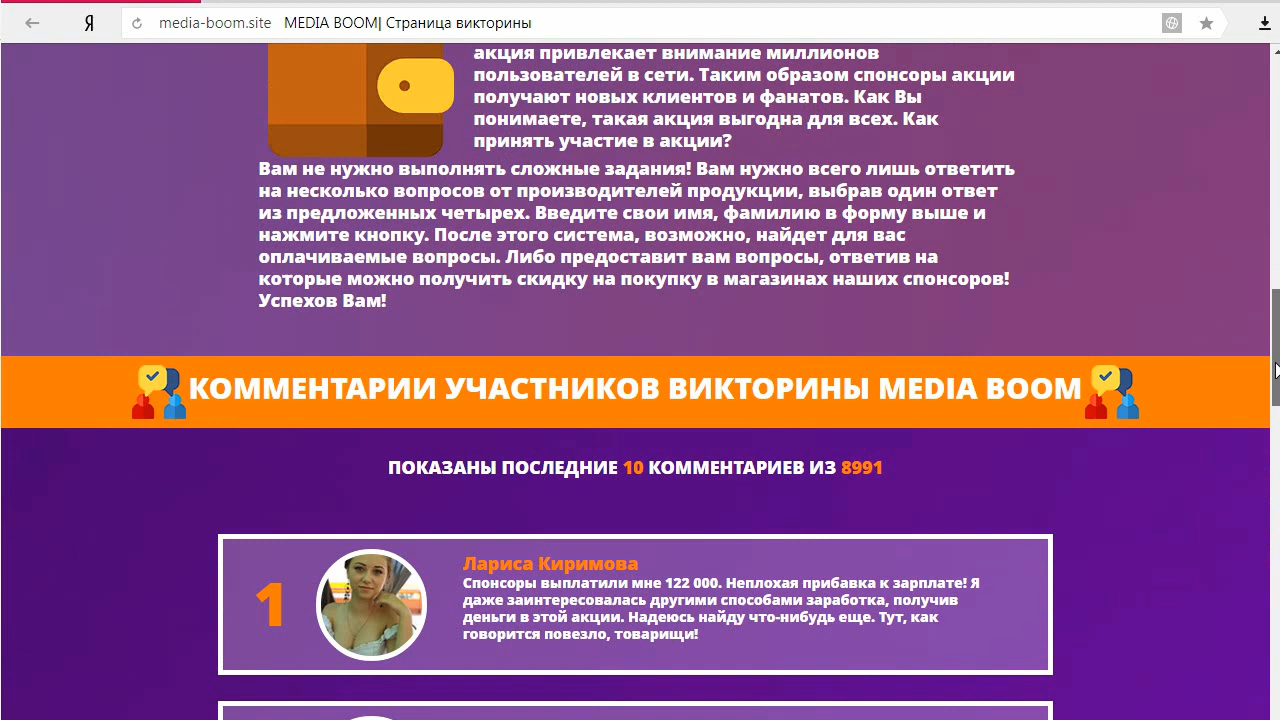 Я media-boom.site MEDIA BOOM| Страница викторины
акция привлекает внимание миллионов
пользователей в сети. Таким образом спонсоры акции
получают новых клиентов и фанатов. Как Вы
понимаете, такая акция выгодна для всех. Как
принять участие в акции?
Вам не нужно выполнять сложные задания! Вам нужно всего лишь ответить
на несколько вопросов от производителей продукции, выбрав один ответ
из предложенных четырех. Введите свои имя, фамилию в форму выше и
нажмите кнопку. После этого система, возможно, найдет для вас
оплачиваемые вопросы. Либо предоставит вам вопросы, ответив на
которые можно получить скидку на покупку в магазинах наших спонсоров!
Успехов Вам!
КОММЕНТАРИИ УЧАСТНИКОВ ВИКТОРИНЫ MEDIA BOOM
ПОКАЗАНЫ ПОСЛЕДНИЕ 10 КОММЕНТАРИЕВ ИЗ 8991
1
Лариса Киримова
Спонсоры выплатили мне 122 000. Неплохая прибавка к зарплате! Я
даже заинтересовалась другими способами заработка, получив
деньги в этой акции. Надеюсь найду что-нибудь еще. Тут, как
говорится повезло, товарищи!